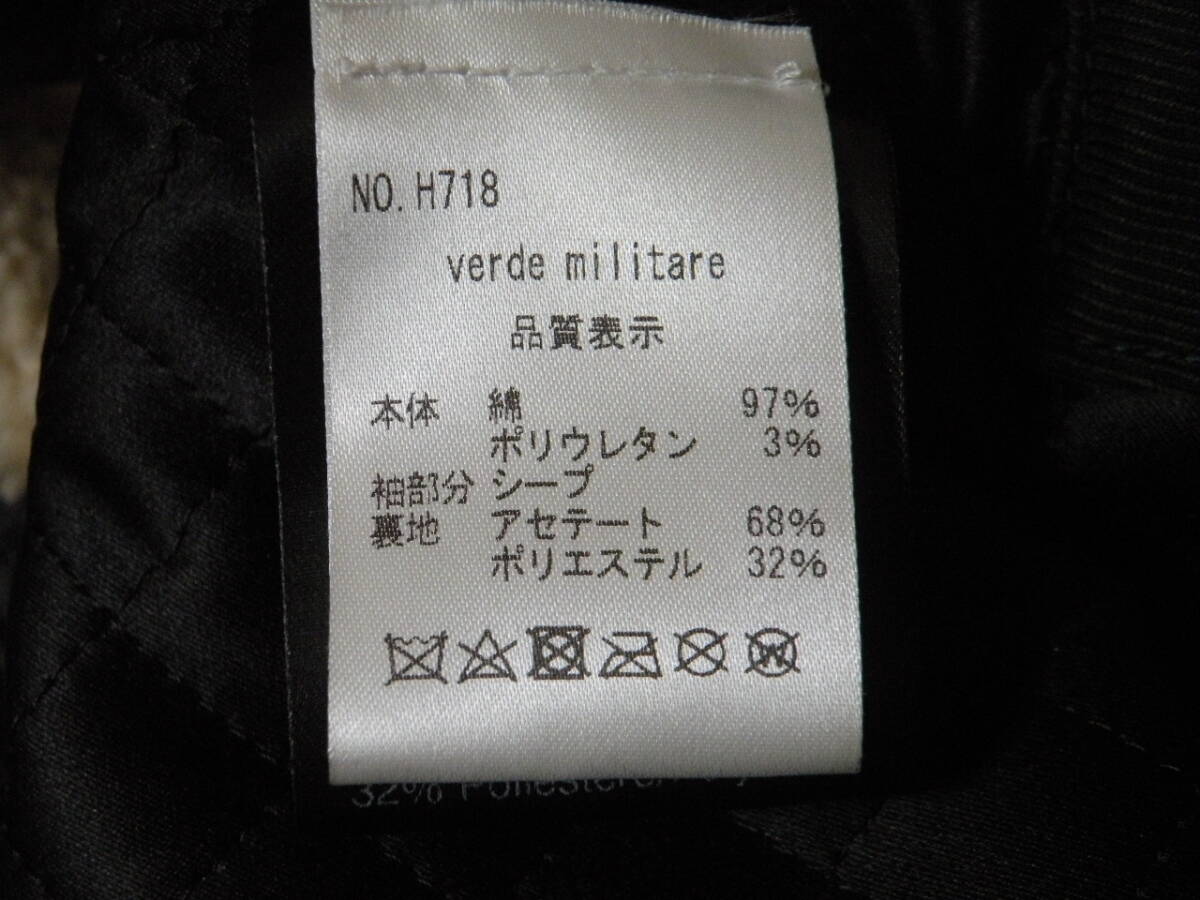 NO. H718
verde militare
品質表示
本体 綿 97%
ポリウレタン 3%
袖部分 シープ
裏地 アセテート 68%
ポリエステル 32%
32%